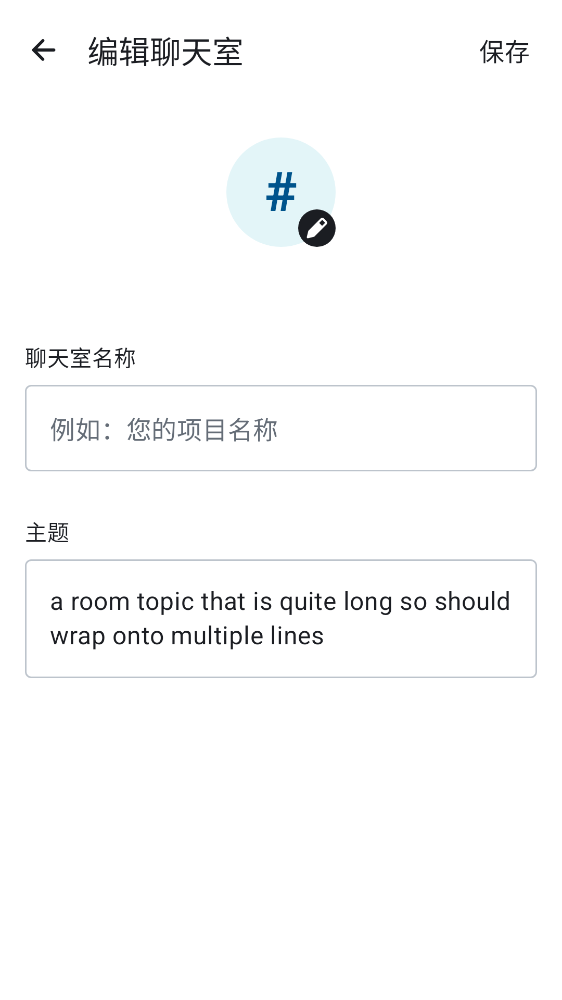 编辑聊天室
保存
#
聊天室名称
例如：您的项目名称
主题
a room topic that is quite long so should
wrap onto multiple lines